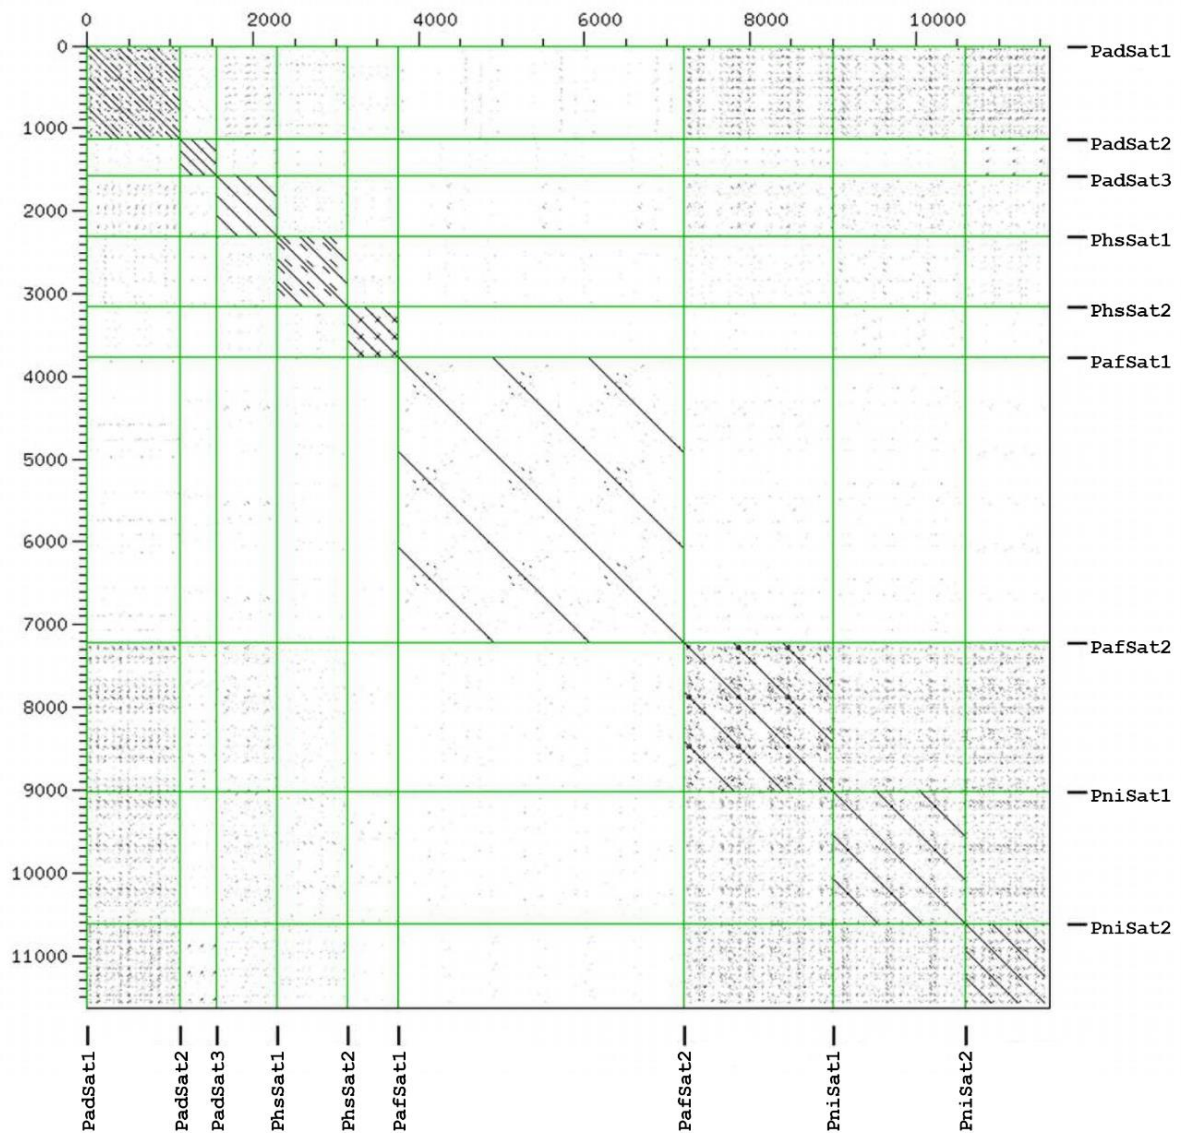 0 2000 4000 6000 8000 10000
0 PadSat1
1000
PadSat2
PadSat3
2000
PhsSat1
3000
PhsSat2
PafSat1
4000
5000
6000
7000
PafSat2
8000
9000 PniSat1
10000
PniSat2
11000
PadSat1 PadSat2 PadSat3 PhsSat1 PhsSat2 PafSat1 PafSat2 PniSat1 PniSat2